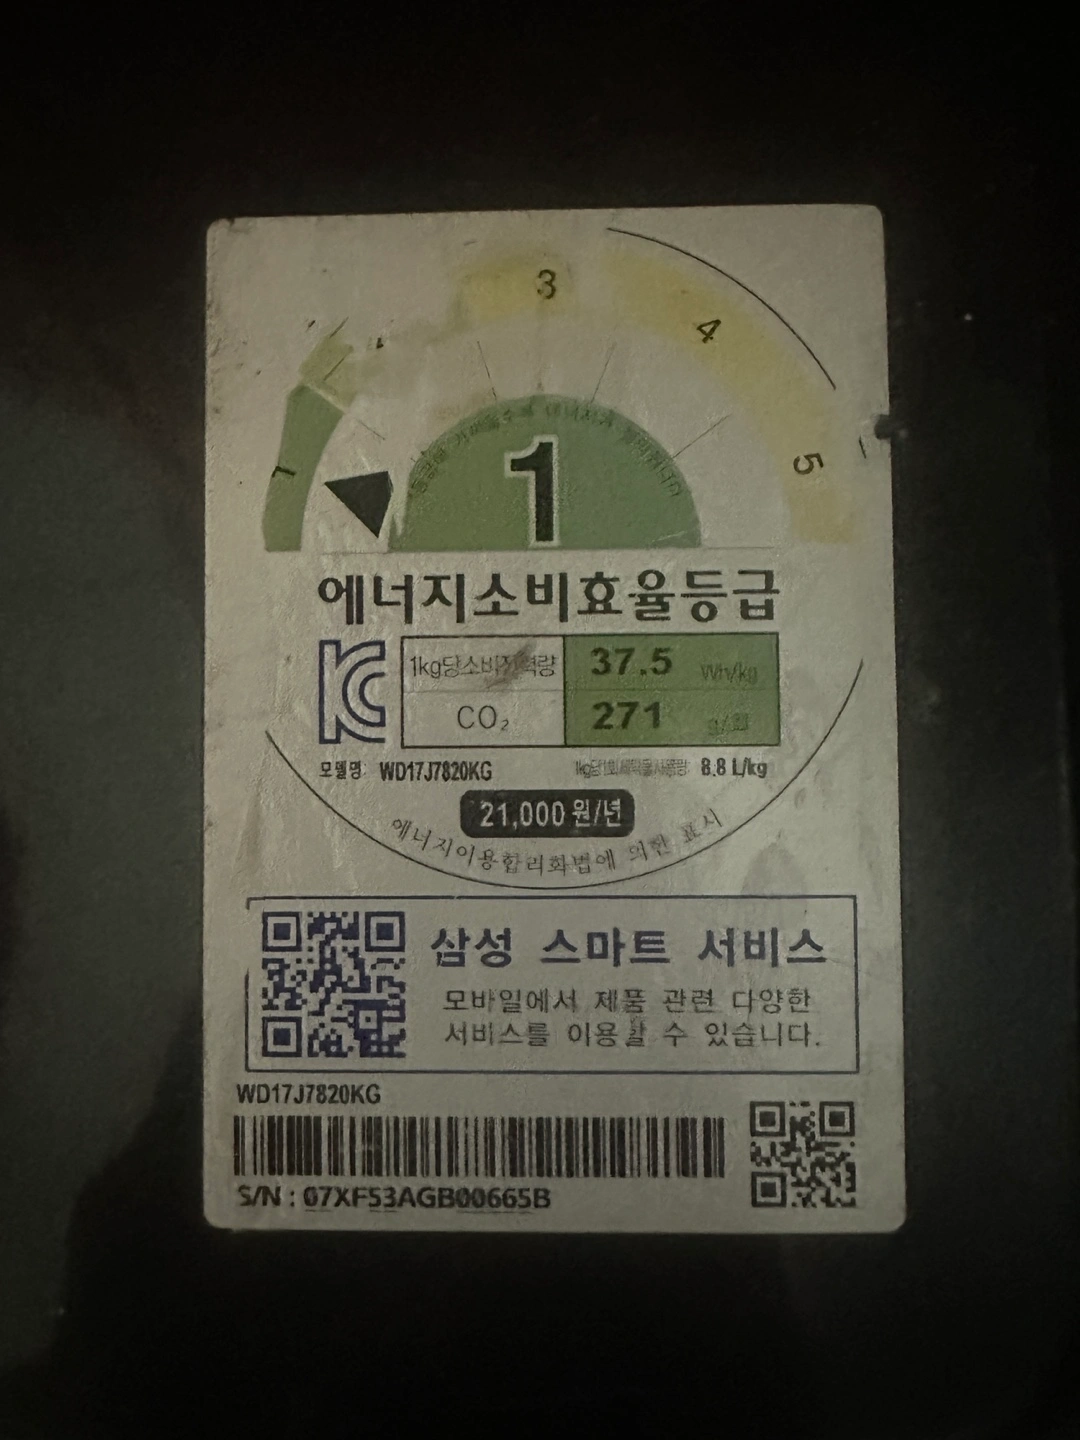 3
4
5
1
1
에너지소비효율등급
1kg당소비전력량 37.5 Wh/kg
CO₂ 271 g/회
모델명: WD17J7820KG 8.8 L/kg
21,000 원/년
에너지이용합리화법에 의한 표시
삼성 스마트 서비스
모바일에서 제품 관련 다양한
서비스를 이용할 수 있습니다.
WD17J7820KG
S/N : 07XF53AGB00665B